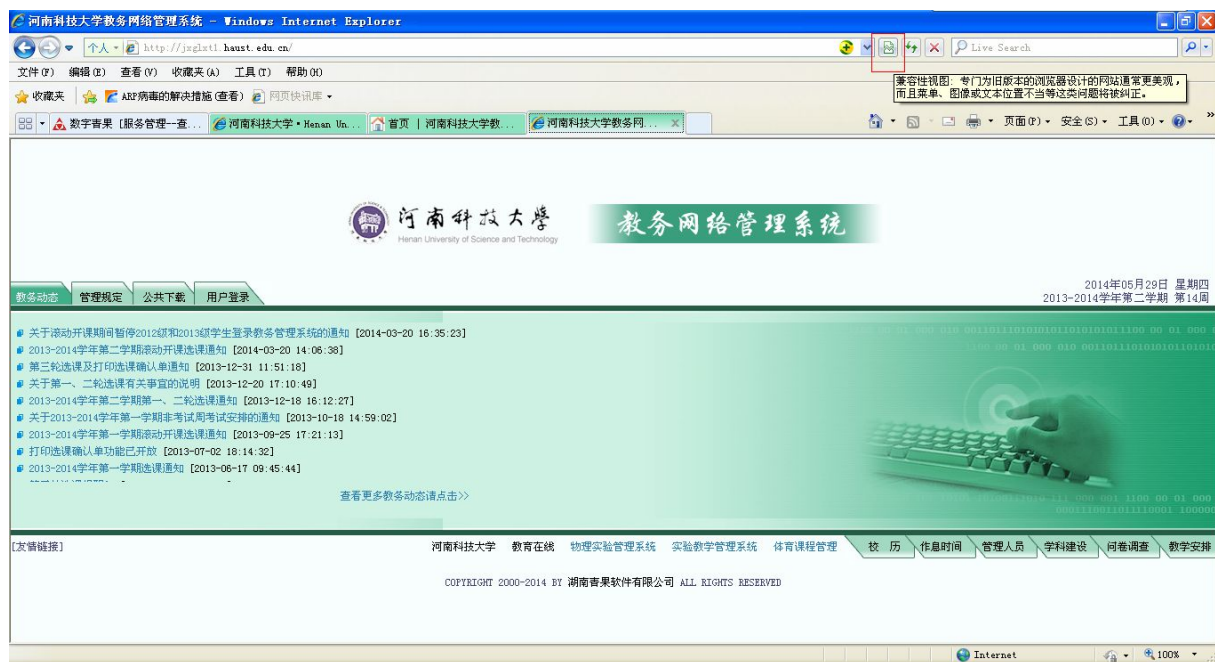 河南科技大学教务网络管理系统 - Windows Internet Explorer
个人 http://jxglxt1.haust.edu.cn/ Live Search
文件(F) 编辑(E) 查看(V) 收藏夹(A) 工具(T) 帮助(H)
兼容性视图: 专门为旧版本的浏览器设计的网站通常更美观,
而且菜单、图像或文本位置不当等这类问题将被纠正。
收藏夹 ARP病毒的解决措施(查看) 网页快讯库
数字青果 [服务管理--查... 河南科技大学·Henan Un... 首页 | 河南科技大学教... 河南科技大学教务网... 页面(P) 安全(S) 工具(O)
河南科技大學
Henan University of Science and Technology
教务网络管理系统
教务动态 管理规定 公共下载 用户登录
2014年05月29日 星期四
2013-2014学年第二学期 第14周
关于滚动开课期间暂停2012级和2013级学生登录教务管理系统的通知 [2014-03-20 16:35:23]
2013-2014学年第二学期滚动开课选课通知 [2014-03-20 14:06:38]
第三轮选课及打印选课确认单通知 [2013-12-31 11:51:18]
关于第一、二轮选课有关事宜的说明 [2013-12-20 17:10:49]
2013-2014学年第二学期第一、二轮选课通知 [2013-12-18 16:12:27]
关于2013-2014学年第一学期非考试周考试安排的通知 [2013-10-18 14:59:02]
2013-2014学年第一学期滚动开课选课通知 [2013-09-25 17:21:13]
打印选课确认单功能已开放 [2013-07-02 18:14:32]
2013-2014学年第一学期选课通知 [2013-06-17 09:45:44]
查看更多教务动态请点击>>
[友情链接] 河南科技大学 教育在线 物理实验管理系统 实验教学管理系统 体育课程管理 校 历 作息时间 管理人员 学科建设 问卷调查 教学安排
COPYRIGHT 2000-2014 BY 湖南青果软件有限公司 ALL RIGHTS RESERVED
Internet 100%